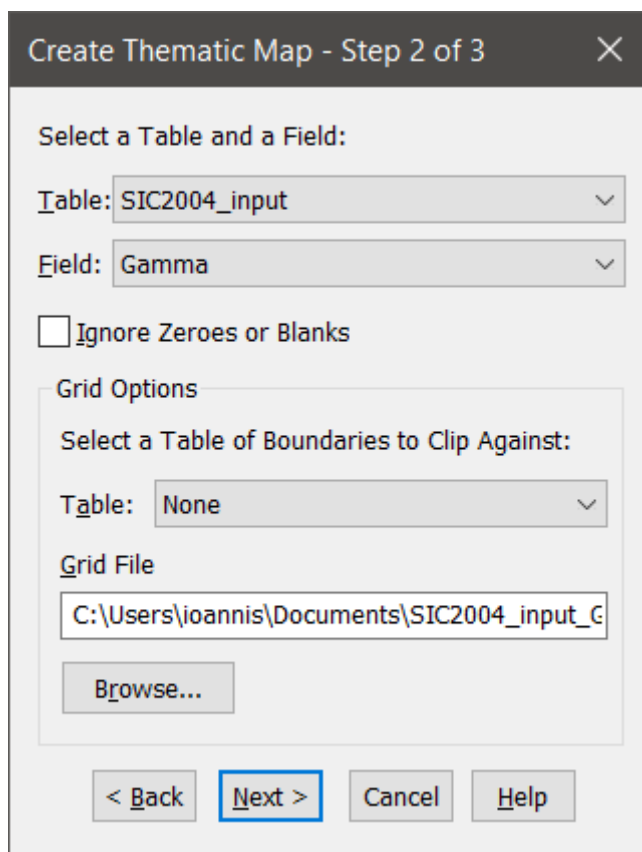 Create Thematic Map - Step 2 of 3
Select a Table and a Field:
Table: SIC2004_input
Field: Gamma
Ignore Zeroes or Blanks
Grid Options
Select a Table of Boundaries to Clip Against:
Table: None
Grid File
C:\Users\ioannis\Documents\SIC2004_input_G
Browse...
< Back Next > Cancel Help